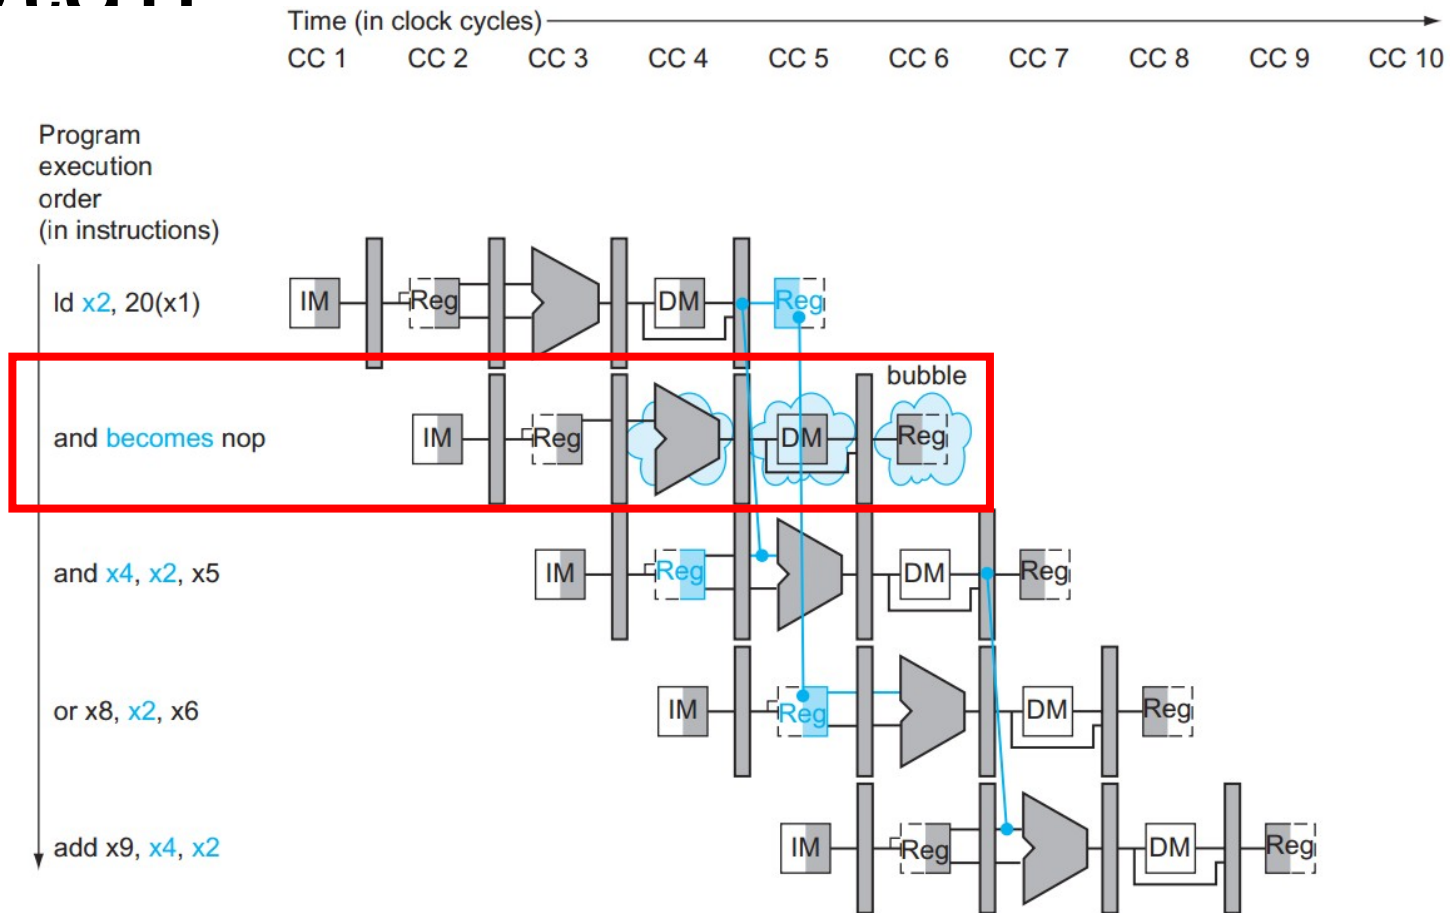 Time (in clock cycles)
CC 1 CC 2 CC 3 CC 4 CC 5 CC 6 CC 7 CC 8 CC 9 CC 10
Program
execution
order
(in instructions)
ld x2, 20(x1)
IM Reg DM Reg
bubble
and becomes nop
IM Reg DM Reg
and x4, x2, x5
IM Reg DM Reg
or x8, x2, x6
IM Reg DM Reg
add x9, x4, x2
IM Reg DM Reg